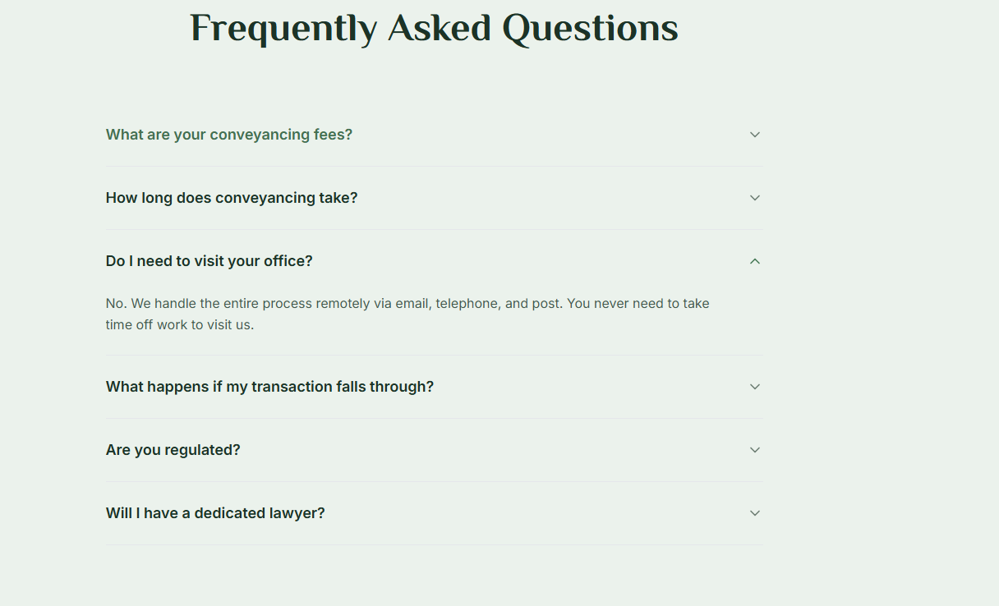 Frequently Asked Questions
What are your conveyancing fees?
How long does conveyancing take?
Do I need to visit your office?
No. We handle the entire process remotely via email, telephone, and post. You never need to take
time off work to visit us.
What happens if my transaction falls through?
Are you regulated?
Will I have a dedicated lawyer?